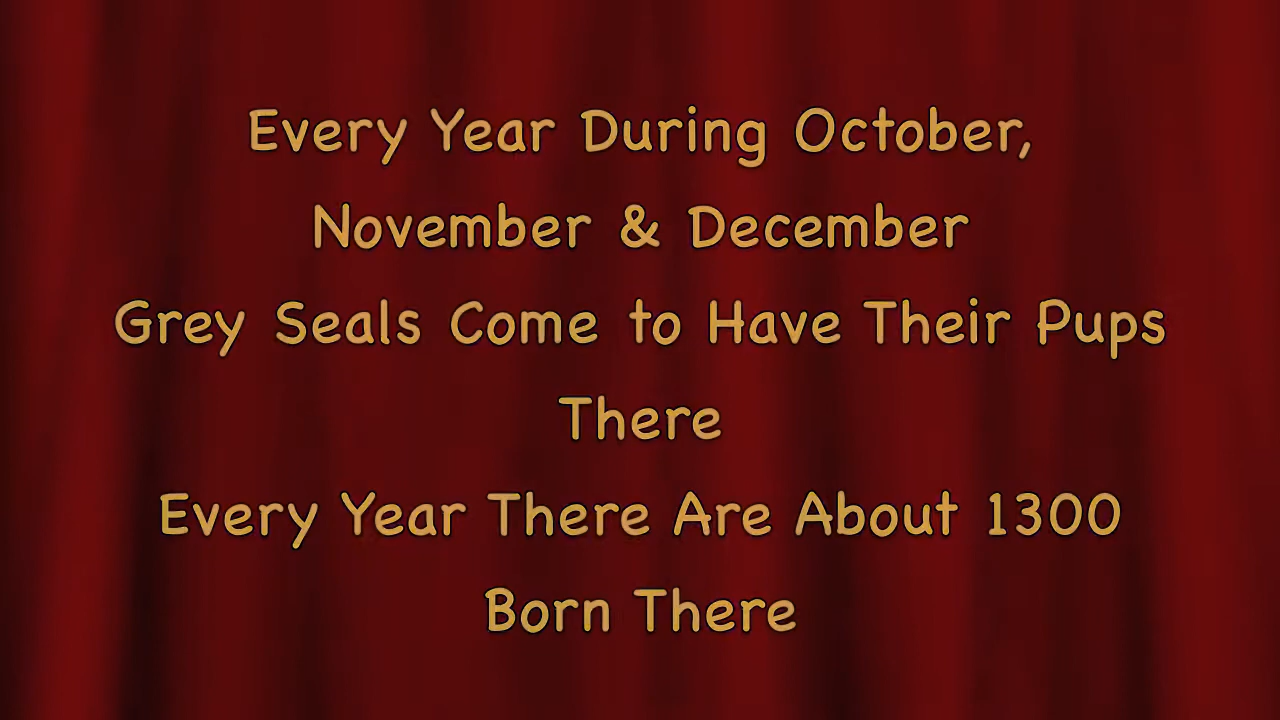 Every Year During October,
November & December
Grey Seals Come to Have Their Pups
There
Every Year There Are About 1300
Born There